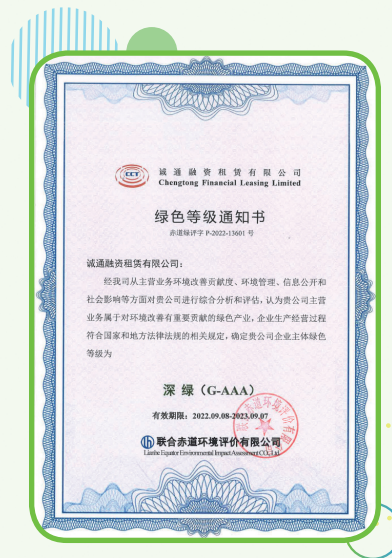 CCT
诚通融资租赁有限公司
Chengtong Financial Leasing Limited
绿色等级通知书
赤道绿评字 P-2022-13601 号
诚通融资租赁有限公司：
经我司从主营业务环境改善贡献度、环境管理、信息公开和
社会影响等方面对贵公司进行综合分析和评估，认为贵公司主营
业务属于对环境改善有重要贡献的绿色产业，企业生产经营过程
符合国家和地方法律法规的相关规定，确定贵公司企业主体绿色
等级为
深 绿（G-AAA）
有效期限：2022.09.08-2023.09.07
联合赤道环境评价有限公司
Lianhe Equator Environmental Impact Assessment CO., Ltd.